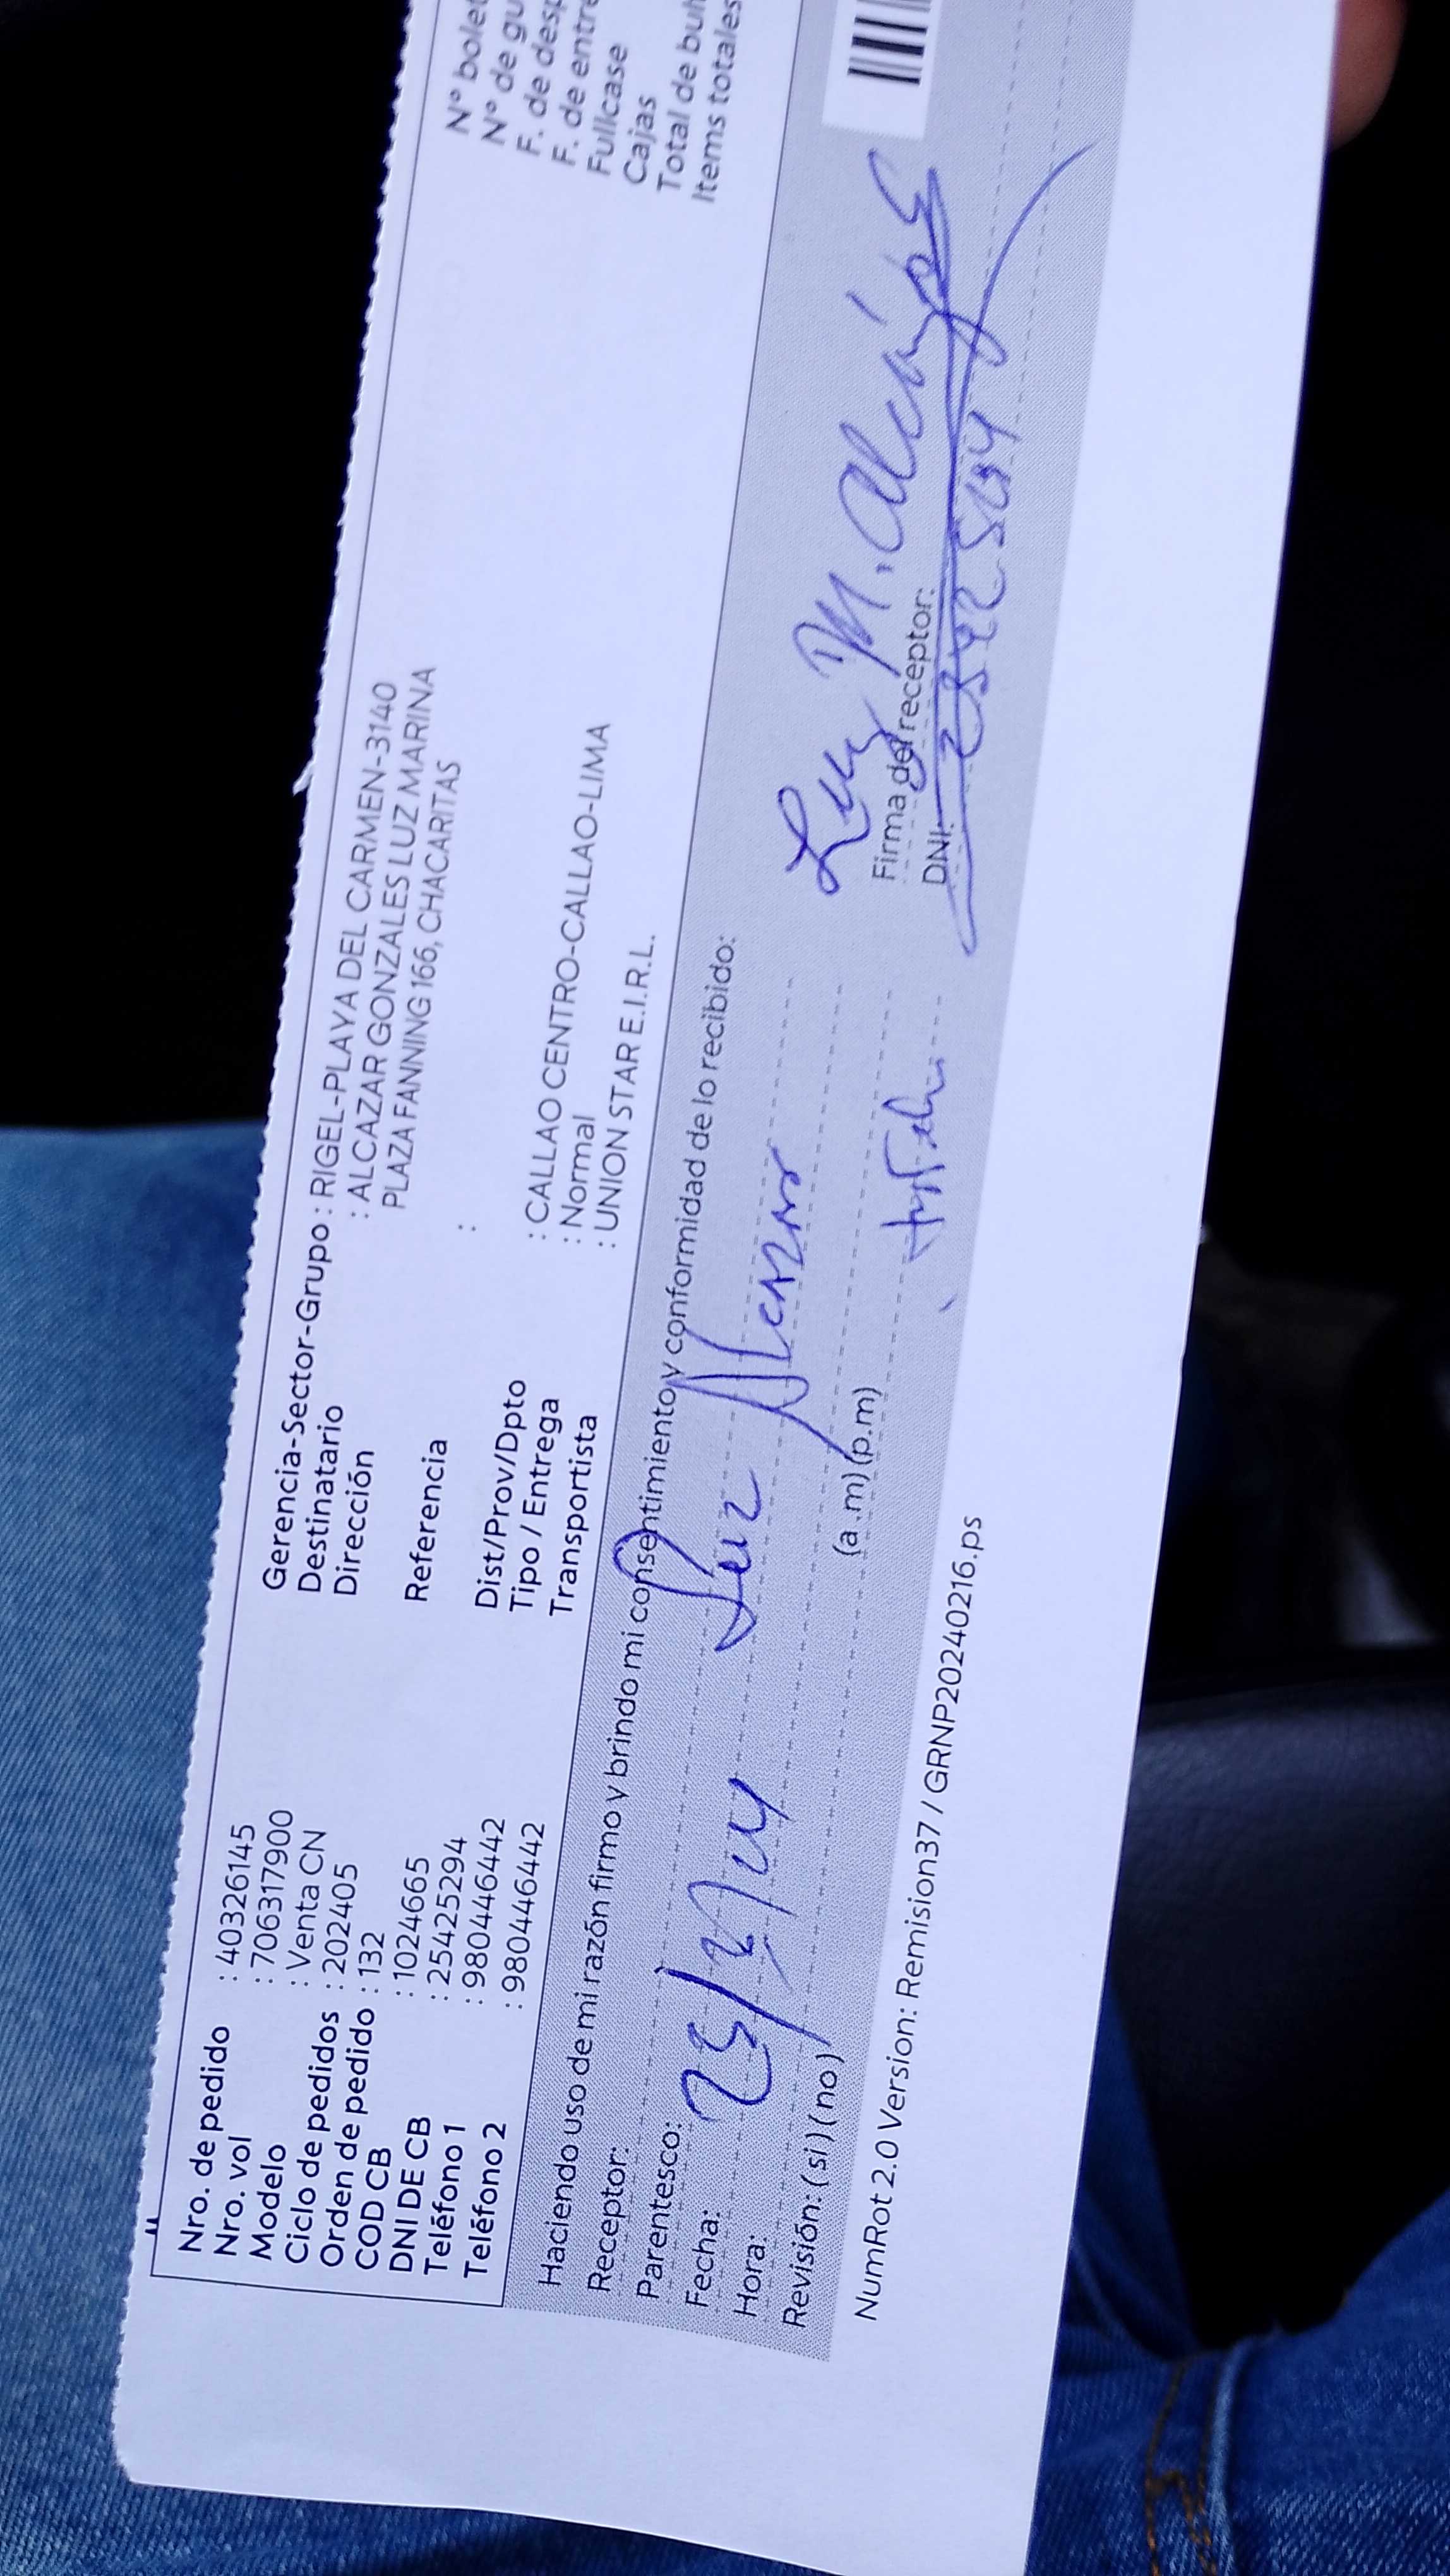 Nro. de pedido : 40326145
Nro. vol : 706317900
Modelo : Venta CN
Ciclo de pedidos : 202405
Orden de pedido : 132
COD CB : 1024665
DNI DE CB : 25425294
Teléfono 1 : 980446442
Teléfono 2 : 980446442
Gerencia-Sector-Grupo : RIGEL-PLAYA DEL CARMEN-3140
Destinatario : ALCAZAR GONZALES LUZ MARINA
Dirección PLAZA FANNING 166, CHACARITAS
Referencia :
Dist/Prov/Dpto : CALLAO CENTRO-CALLAO-LIMA
Tipo / Entrega : Normal
Transportista : UNION STAR E.I.R.L.
N° bolet
N° de gu
F. de desp
F. de entre
Fullcase
Cajas
Total de bul
Items totales
Haciendo uso de mi razón firmo y brindo mi consentimiento y conformidad de lo recibido:
Receptor:
Parentesco: Luz Alcazar
Fecha:
Hora: (a.m) (p.m)
Revisión: (si) (no)
Luz M. Alcázar
Firma del receptor:
DNI:
NumRot 2.0 Version: Remision37 / GRNP20240216.ps